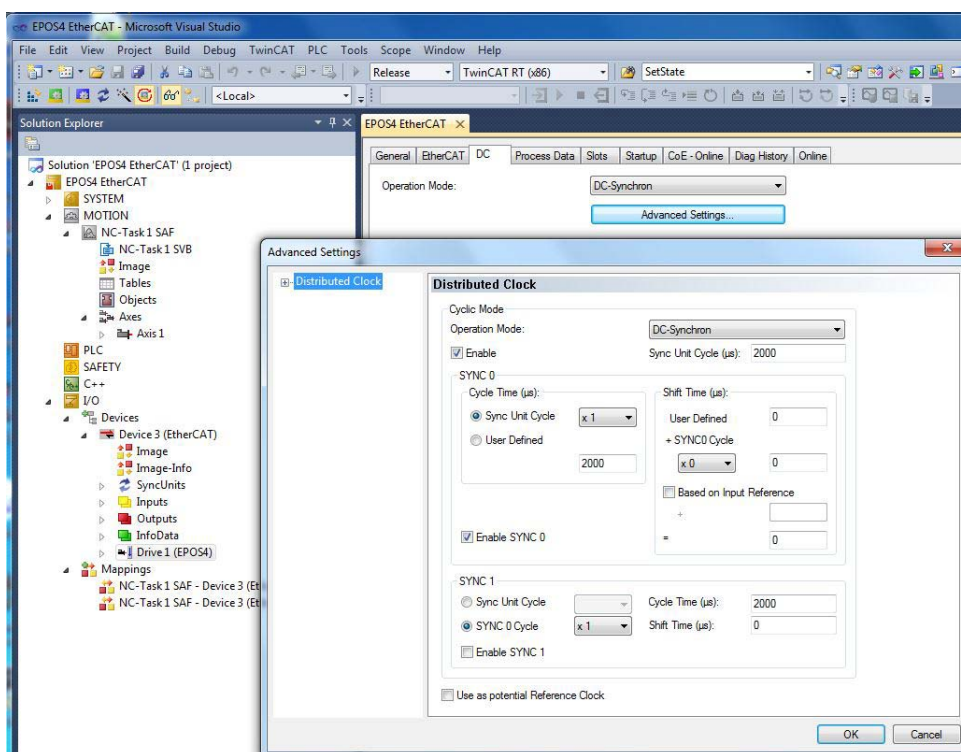 EPOS4 EtherCAT - Microsoft Visual Studio
File Edit View Project Build Debug TwinCAT PLC Tools Scope Window Help
Release TwinCAT RT (x86) SetState
<Local>
Solution Explorer
EPOS4 EtherCAT
General EtherCAT DC Process Data Slots Startup CoE - Online Diag History Online
Operation Mode: DC-Synchron
Advanced Settings...
Solution 'EPOS4 EtherCAT' (1 project)
EPOS4 EtherCAT
SYSTEM
MOTION
NC-Task 1 SAF
NC-Task 1 SVB
Image
Tables
Objects
Axes
Axis 1
PLC
SAFETY
C++
I/O
Devices
Device 3 (EtherCAT)
Image
Image-Info
SyncUnits
Inputs
Outputs
InfoData
Drive 1 (EPOS4)
Mappings
NC-Task 1 SAF - Device 3 (Et
NC-Task 1 SAF - Device 3 (Et
Advanced Settings
Distributed Clock
Distributed Clock
Cyclic Mode
Operation Mode: DC-Synchron
Enable Sync Unit Cycle (µs): 2000
SYNC 0
Cycle Time (µs): Shift Time (µs):
Sync Unit Cycle x 1 User Defined 0
User Defined + SYNC0 Cycle
2000 x 0 0
Based on Input Reference
+
Enable SYNC 0 = 0
SYNC 1
Sync Unit Cycle Cycle Time (µs): 2000
SYNC 0 Cycle x 1 Shift Time (µs): 0
Enable SYNC 1
Use as potential Reference Clock
OK Cancel